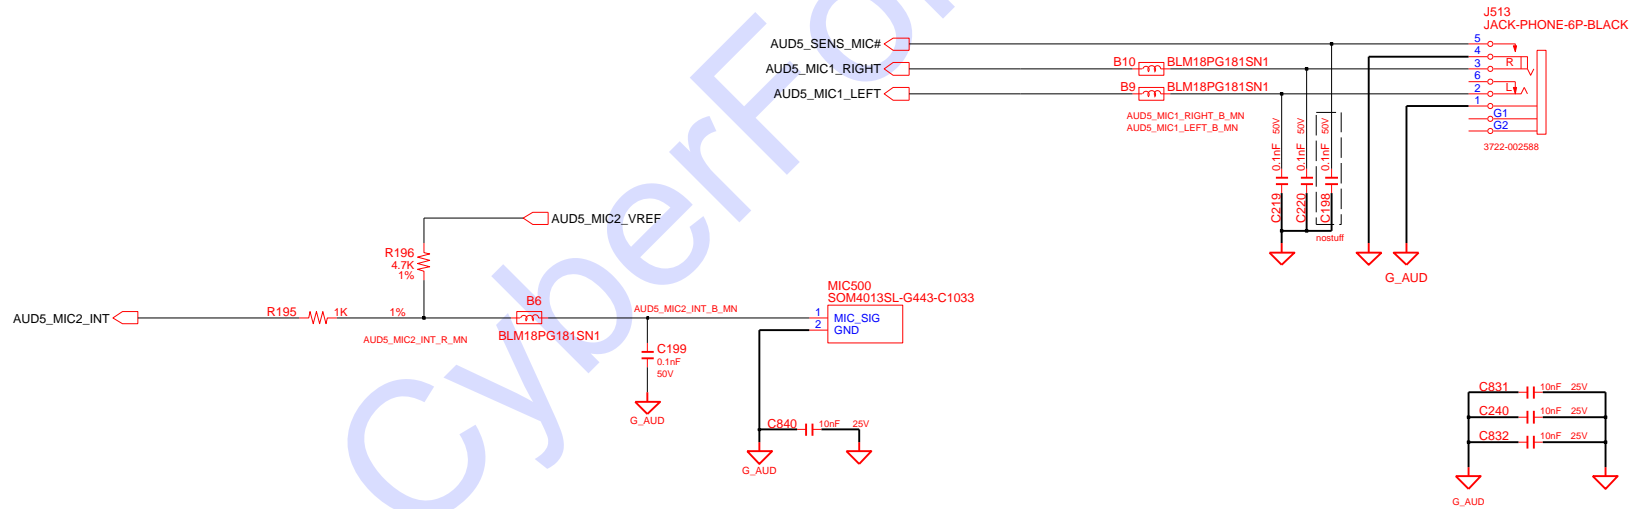 J513
JACK-PHONE-6P-BLACK
AUD5_SENS_MIC#
5
4
AUD5_MIC1_RIGHT
B10
BLM18PG181SN1
3
R
6
AUD5_MIC1_LEFT
B9
BLM18PG181SN1
2
L
1
AUD5_MIC1_RIGHT_B_MN
AUD5_MIC1_LEFT_B_MN
G1
G2
3722-002588
C219 0.1nF 50V
C220 0.1nF 50V
C198 0.1nF 50V
nostuff
G_AUD
AUD5_MIC2_VREF
R196
4.7K
1%
AUD5_MIC2_INT
R195
1K
1%
AUD5_MIC2_INT_R_MN
B6
BLM18PG181SN1
AUD5_MIC2_INT_B_MN
MIC500
SOM4013SL-G443-C1033
1
MIC_SIG
2
GND
C199
0.1nF
50V
G_AUD
C840
10nF
25V
G_AUD
C831
10nF
25V
C240
10nF
25V
C832
10nF
25V
G_AUD
CyberFo